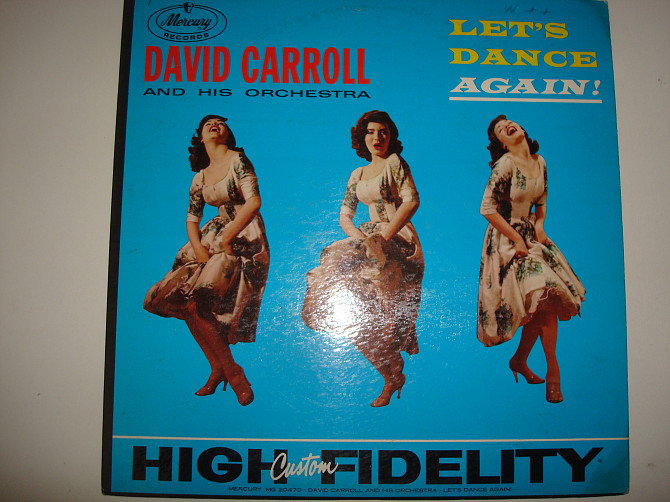 Mercury
RECORDS
DAVID CARROLL
AND HIS ORCHESTRA
LET'S
DANCE
AGAIN!
HIGH Custom FIDELITY
MERCURY MG 20470 • DAVID CARROLL AND HIS ORCHESTRA • LET'S DANCE AGAIN!